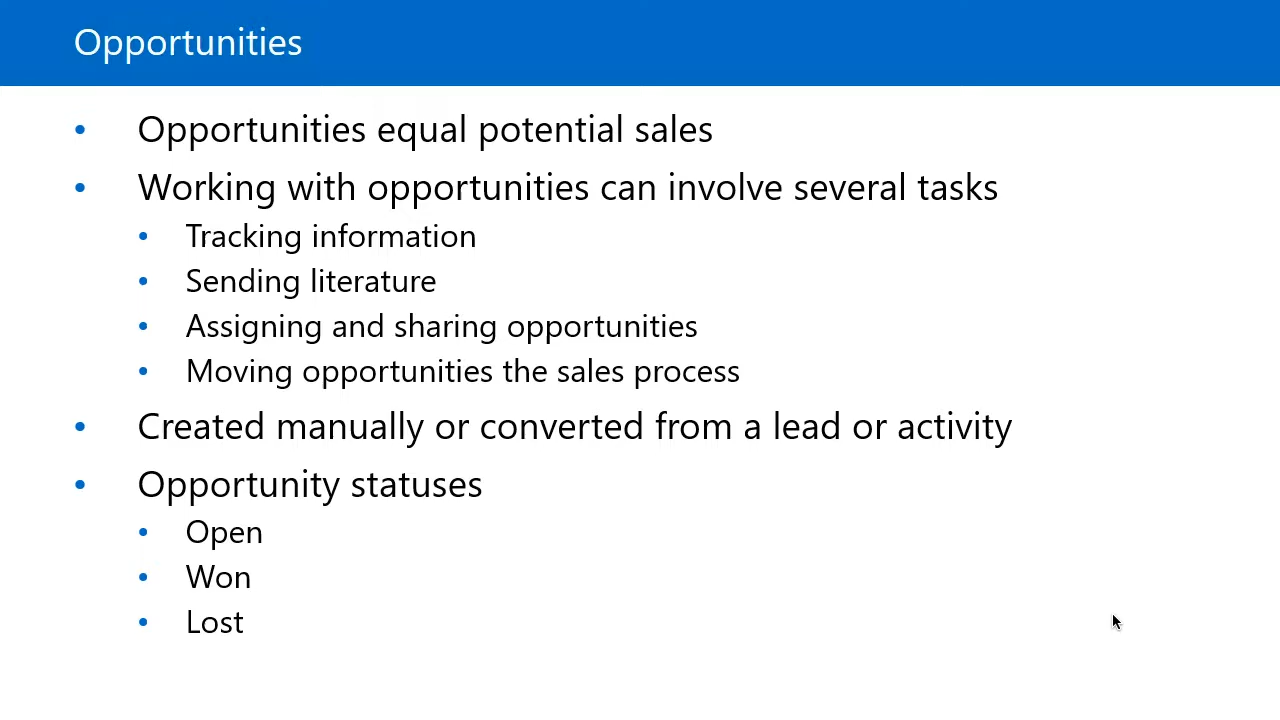 Opportunities
• Opportunities equal potential sales
• Working with opportunities can involve several tasks
• Tracking information
• Sending literature
• Assigning and sharing opportunities
• Moving opportunities the sales process
• Created manually or converted from a lead or activity
• Opportunity statuses
• Open
• Won
• Lost